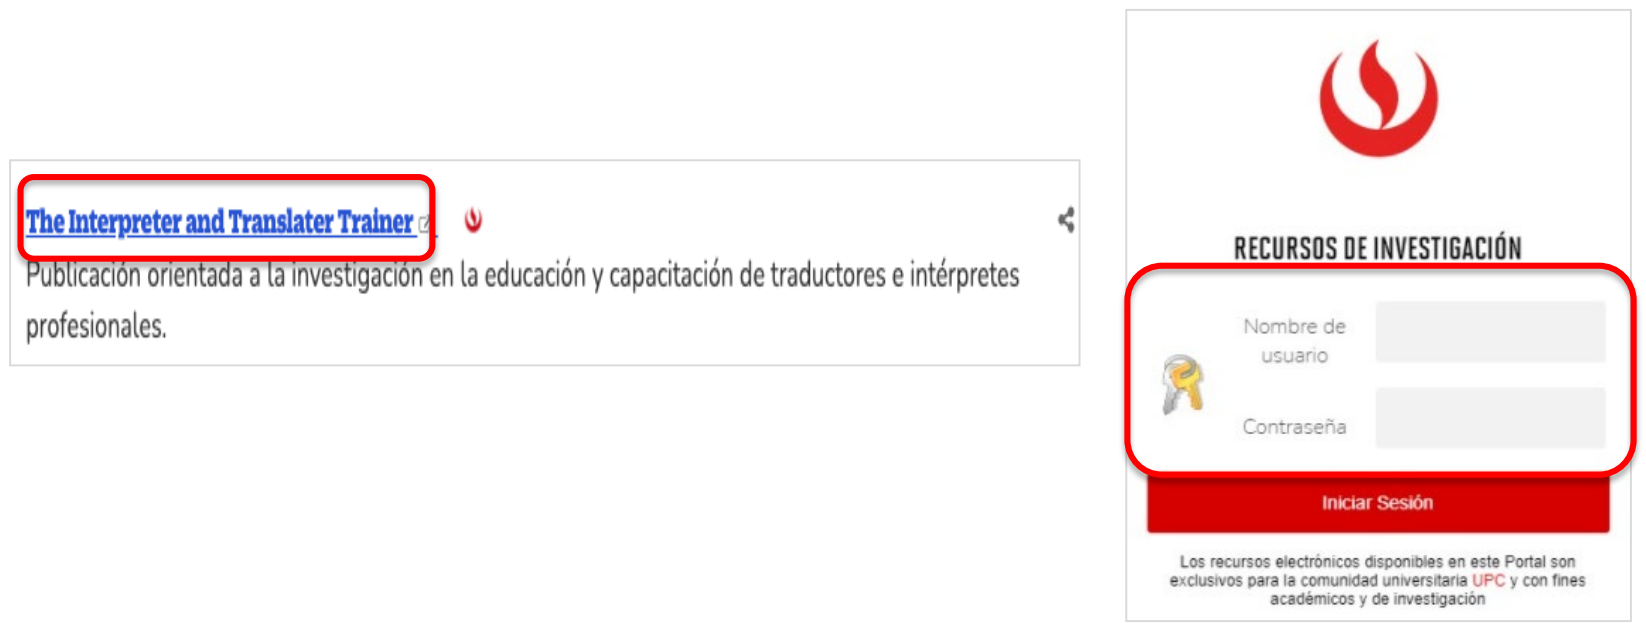 The Interpreter and Translater Trainer
Publicación orientada a la investigación en la educación y capacitación de traductores e intérpretes
profesionales.
RECURSOS DE INVESTIGACIÓN
Nombre de
usuario
Contraseña
Iniciar Sesión
Los recursos electrónicos disponibles en este Portal son
exclusivos para la comunidad universitaria UPC y con fines
académicos y de investigación